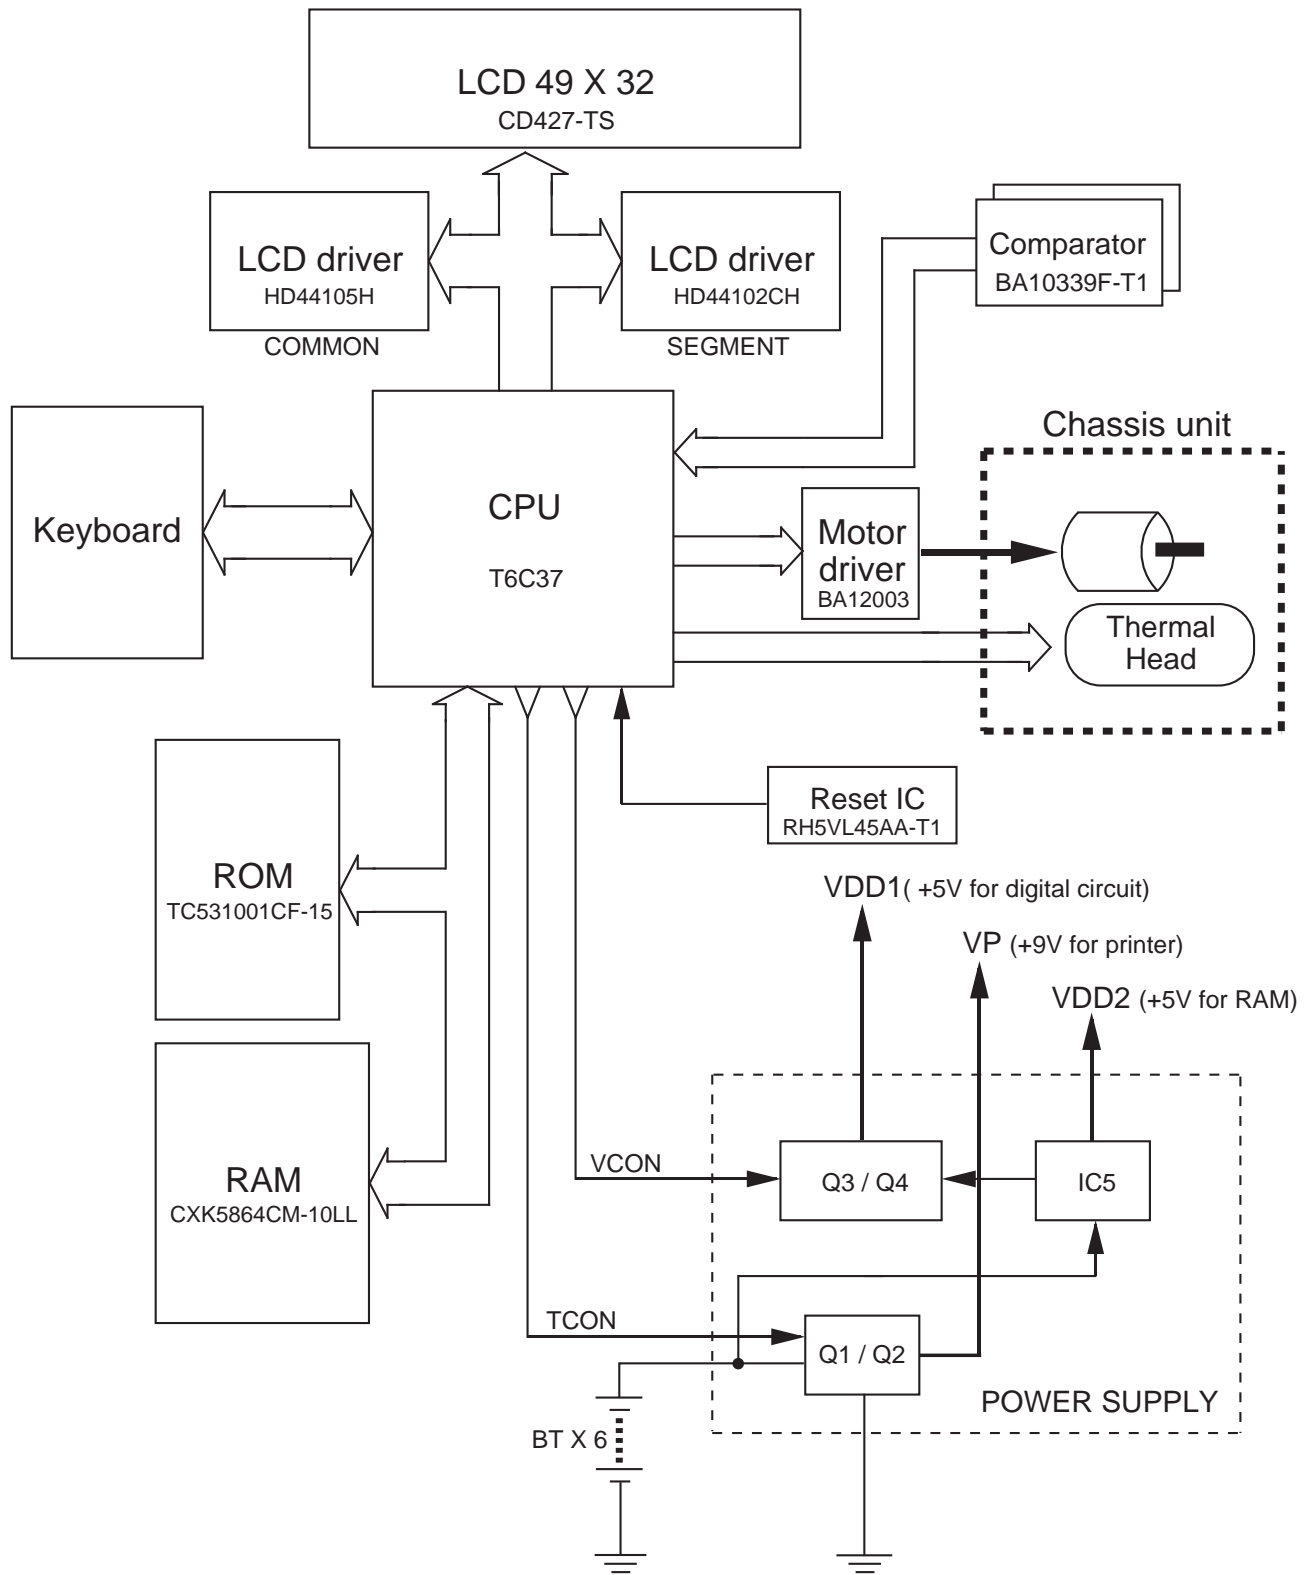 LCD 49 X 32
CD427-TS
LCD driver
HD44105H
COMMON
LCD driver
HD44102CH
SEGMENT
Comparator
BA10339F-T1
Chassis unit
Keyboard
CPU
T6C37
Motor
driver
BA12003
Thermal
Head
Reset IC
RH5VL45AA-T1
ROM
TC531001CF-15
VDD1( +5V for digital circuit)
VP (+9V for printer)
VDD2 (+5V for RAM)
RAM
CXK5864CM-10LL
VCON
Q3 / Q4
IC5
TCON
Q1 / Q2
POWER SUPPLY
BT X 6